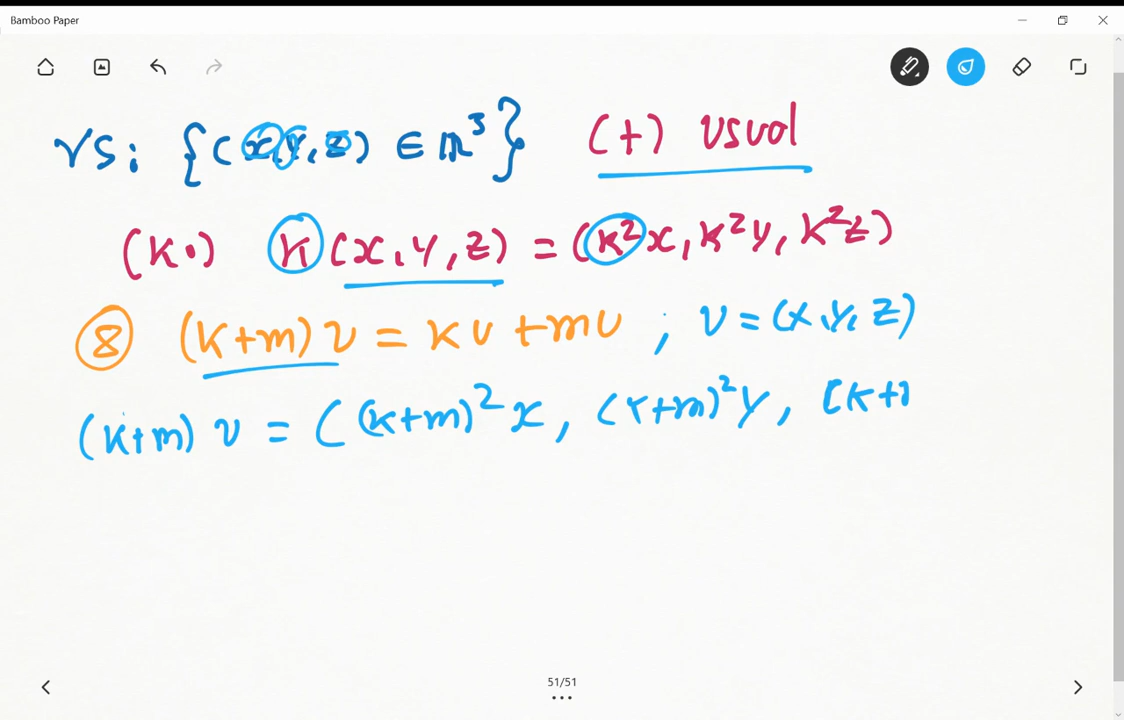 Bamboo Paper
VS: {(x,y,z) ∈ ℝ³} (+) usual
(k•) k(x,y,z) = (k²x, k²y, k²z)
⑧ (k+m)v = kv + mv ; v = (x,y,z)
(k+m)v = ((k+m)²x, (k+m)²y, (k+)
51/51